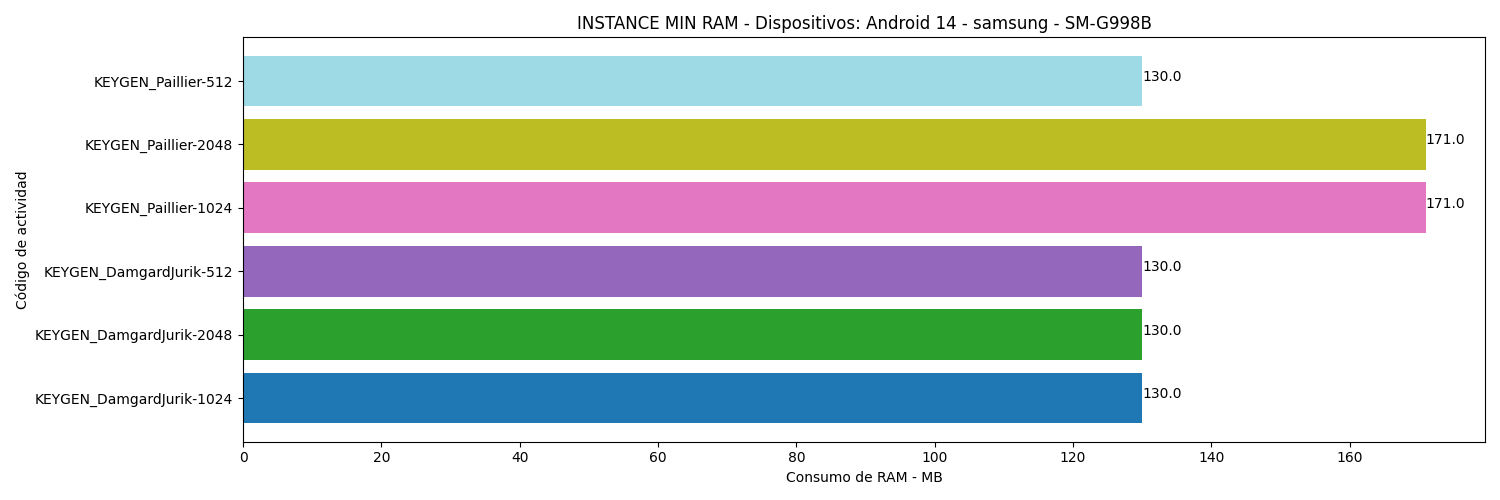 INSTANCE MIN RAM - Dispositivos: Android 14 - samsung - SM-G998B
Código de actividad
KEYGEN_Paillier-512
130.0
KEYGEN_Paillier-2048
171.0
KEYGEN_Paillier-1024
171.0
KEYGEN_DamgardJurik-512
130.0
KEYGEN_DamgardJurik-2048
130.0
KEYGEN_DamgardJurik-1024
130.0
0 20 40 60 80 100 120 140 160
Consumo de RAM - MB